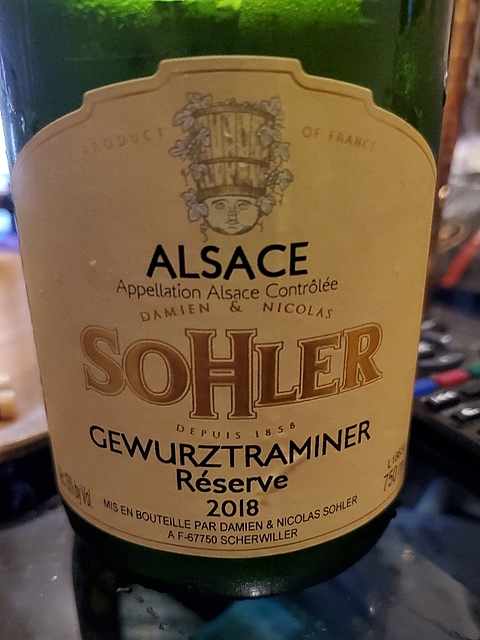 PRODUCT OF FRANCE
ALSACE
Appellation Alsace Contrôlée
DAMIEN & NICOLAS
SOHLER
DEPUIS 1858
GEWURZTRAMINER
Réserve
2018
MIS EN BOUTEILLE PAR DAMIEN & NICOLAS SOHLER
A F-67750 SCHERWILLER